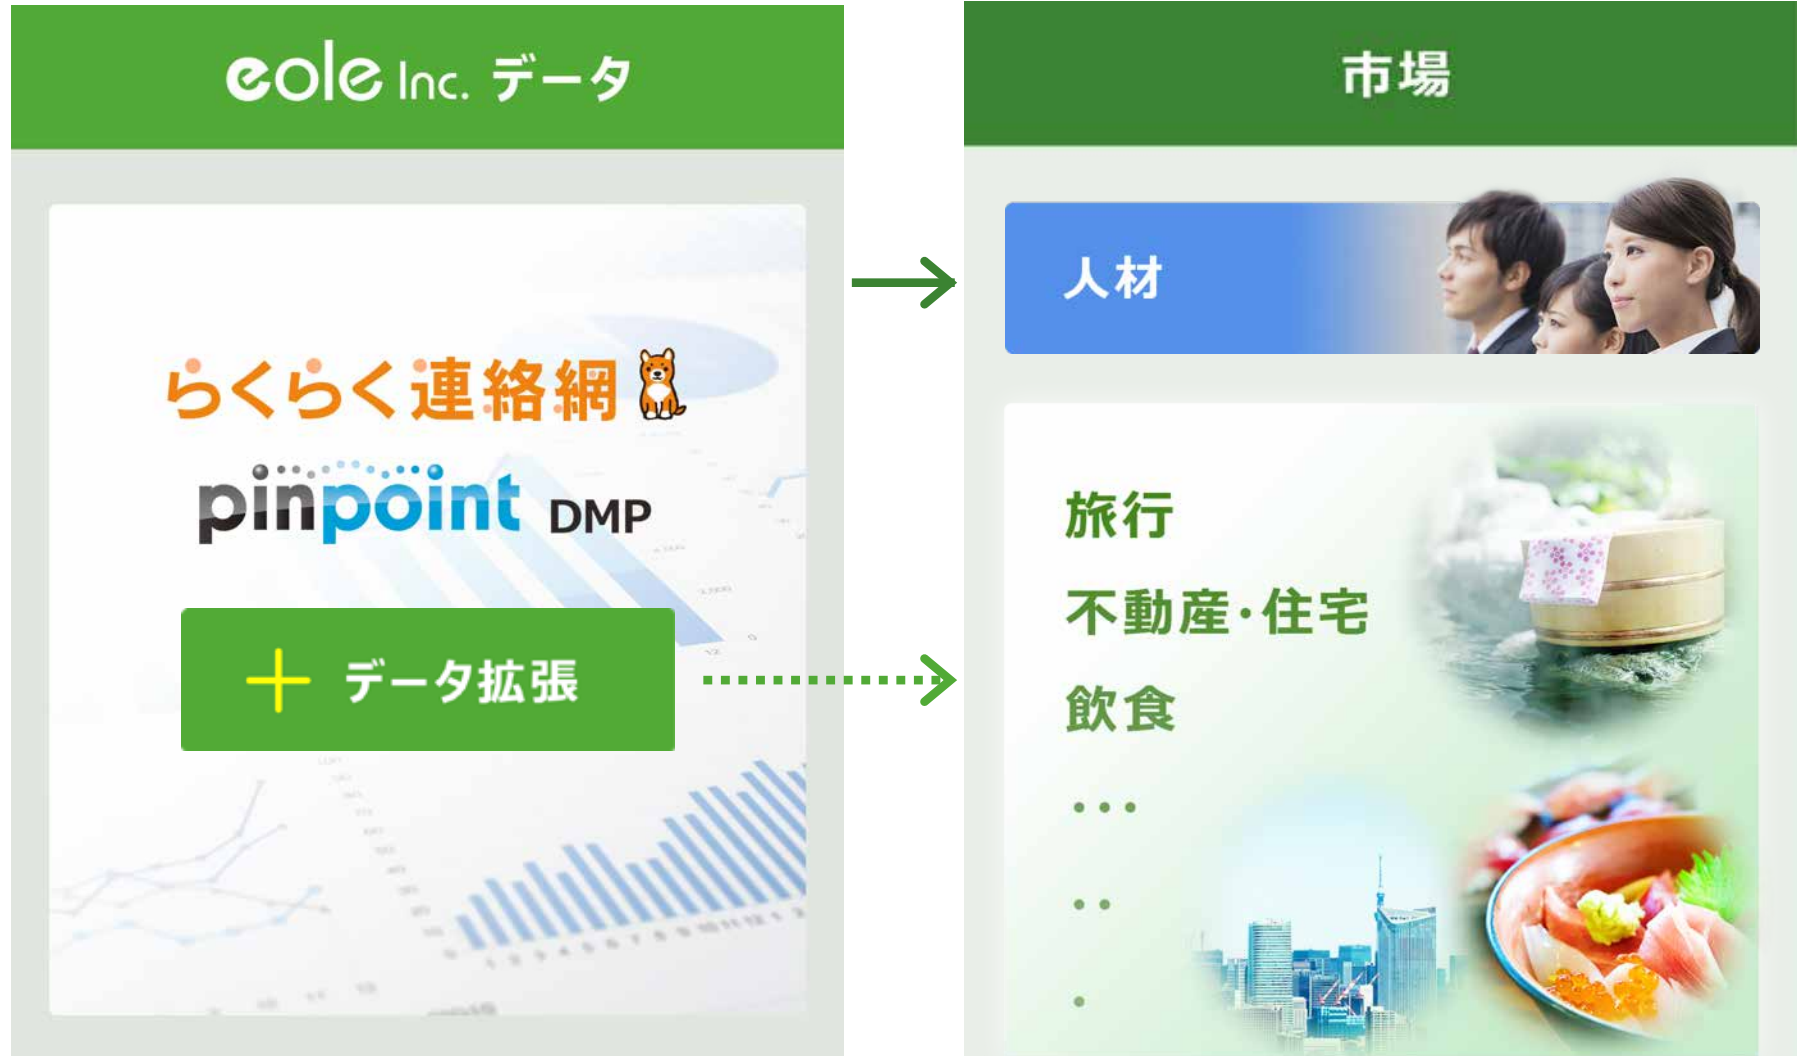 eole Inc. データ
らくらく連絡網
pinpoint DMP
＋ データ拡張
市場
人材
旅行
不動産・住宅
飲食
・・・
・・
・